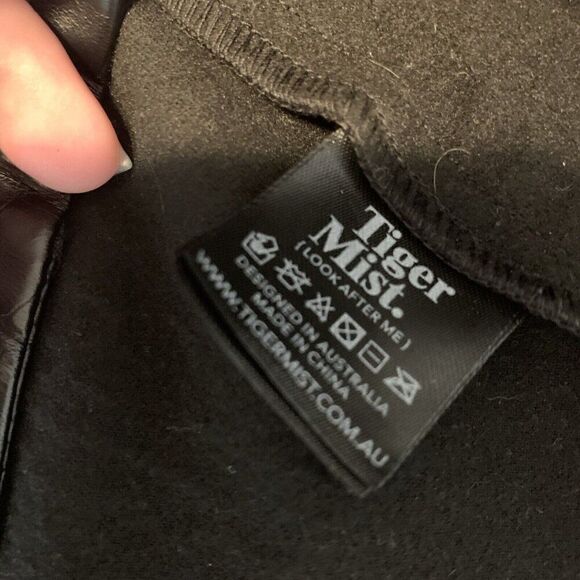 Tiger
Mist.
(LOOK AFTER ME)
DESIGNED IN AUSTRALIA
MADE IN CHINA
WWW.TIGERMIST.COM.AU